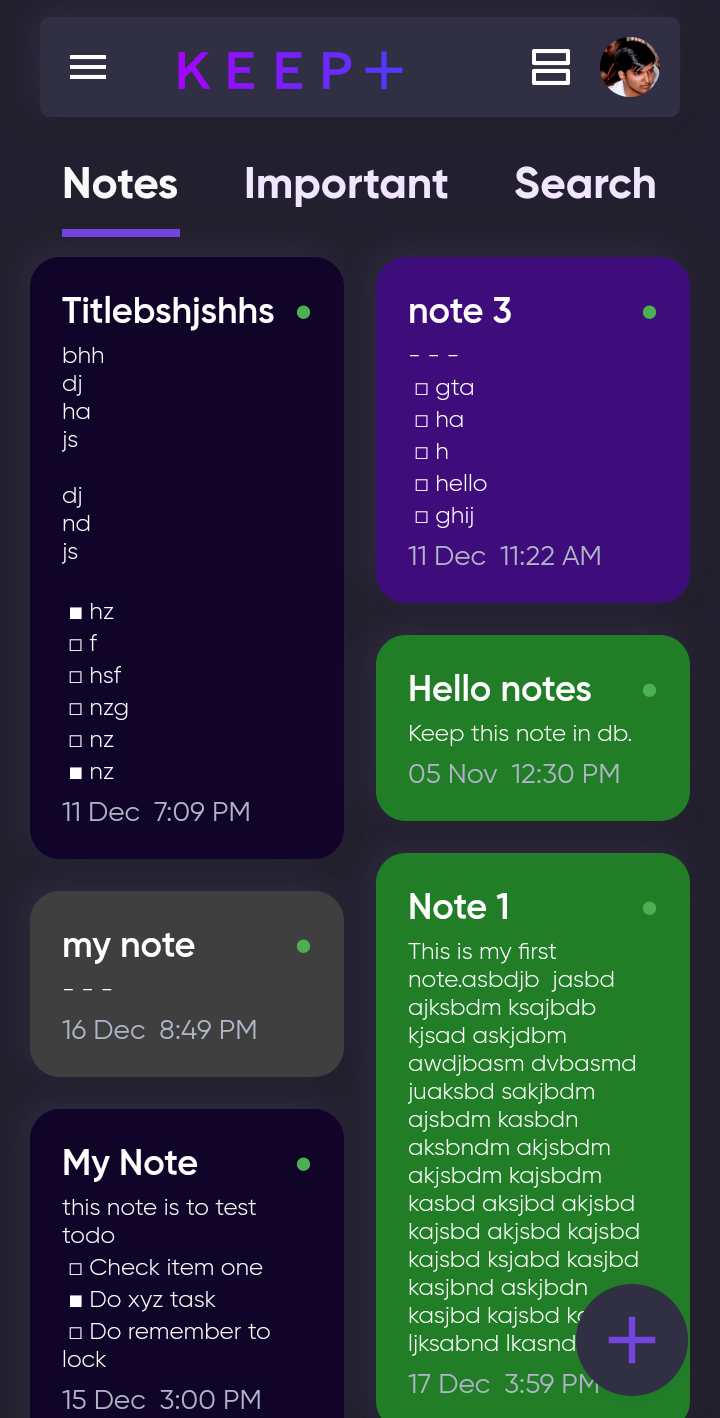 KEEP+
Notes Important Search
Titlebshjshhs
bhh
dj
ha
js
dj
nd
js
■ hz
□ f
□ hsf
□ nzg
□ nz
■ nz
11 Dec 7:09 PM
my note
- - -
16 Dec 8:49 PM
My Note
this note is to test
todo
□ Check item one
■ Do xyz task
□ Do remember to
lock
15 Dec 3:00 PM
note 3
- - -
□ gta
□ ha
□ h
□ hello
□ ghij
11 Dec 11:22 AM
Hello notes
Keep this note in db.
05 Nov 12:30 PM
Note 1
This is my first
note.asbdjb jasbd
ajksbdm ksajbdb
kjsad askjdbm
awdjbasm dvbasmd
juaksbd sakjbdm
ajsbdm kasbdn
aksbndm akjsbdm
akjsbdm kajsbdm
kasbd aksjbd akjsbd
kajsbd akjsbd kajsbd
kajsbd ksjabd kasjbd
kasjbnd askjbdn
kasjbd kajsbd
ljksabnd lkasnd
17 Dec 3:59 PM